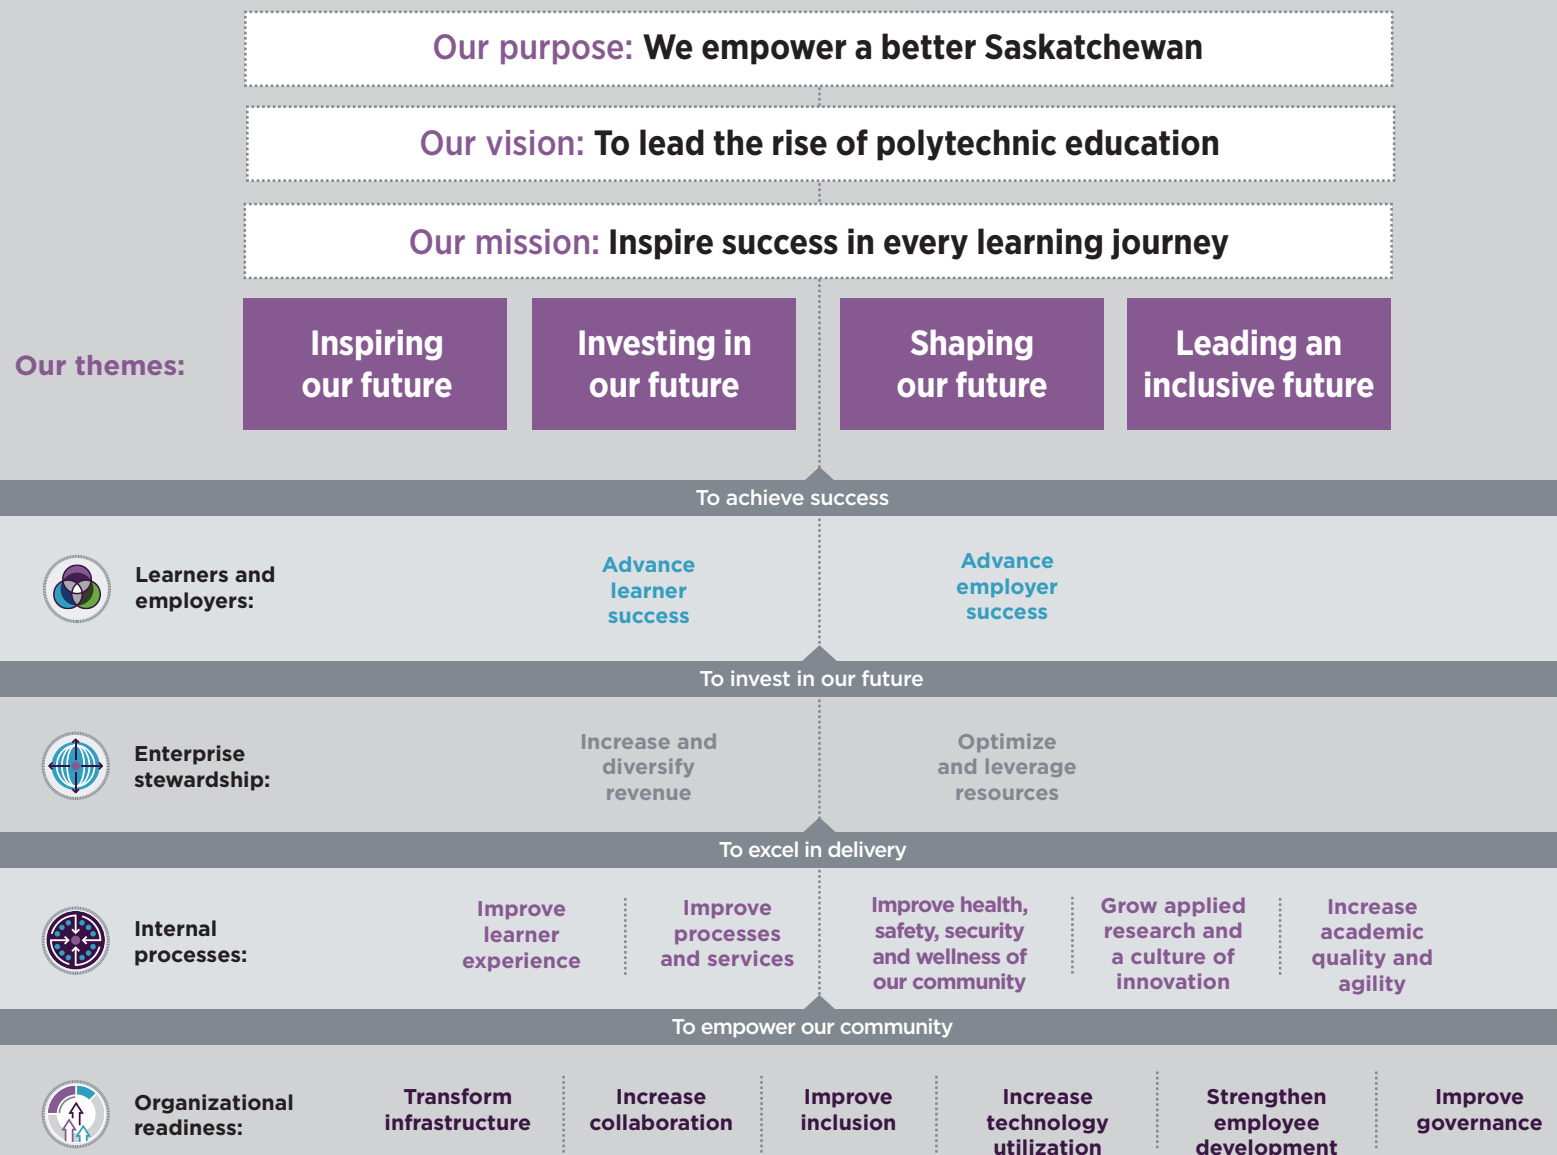 Our purpose: We empower a better Saskatchewan
Our vision: To lead the rise of polytechnic education
Our mission: Inspire success in every learning journey
Our themes:
Inspiring
our future
Investing in
our future
Shaping
our future
Leading an
inclusive future
To achieve success
Learners and
employers:
Advance
learner
success
Advance
employer
success
To invest in our future
Enterprise
stewardship:
Increase and
diversify
revenue
Optimize
and leverage
resources
To excel in delivery
Internal
processes:
Improve
learner
experience
Improve
processes
and services
Improve health,
safety, security
and wellness of
our community
Grow applied
research and
a culture of
innovation
Increase
academic
quality and
agility
To empower our community
Organizational
readiness:
Transform
infrastructure
Increase
collaboration
Improve
inclusion
Increase
technology
utilization
Strengthen
employee
development
Improve
governance